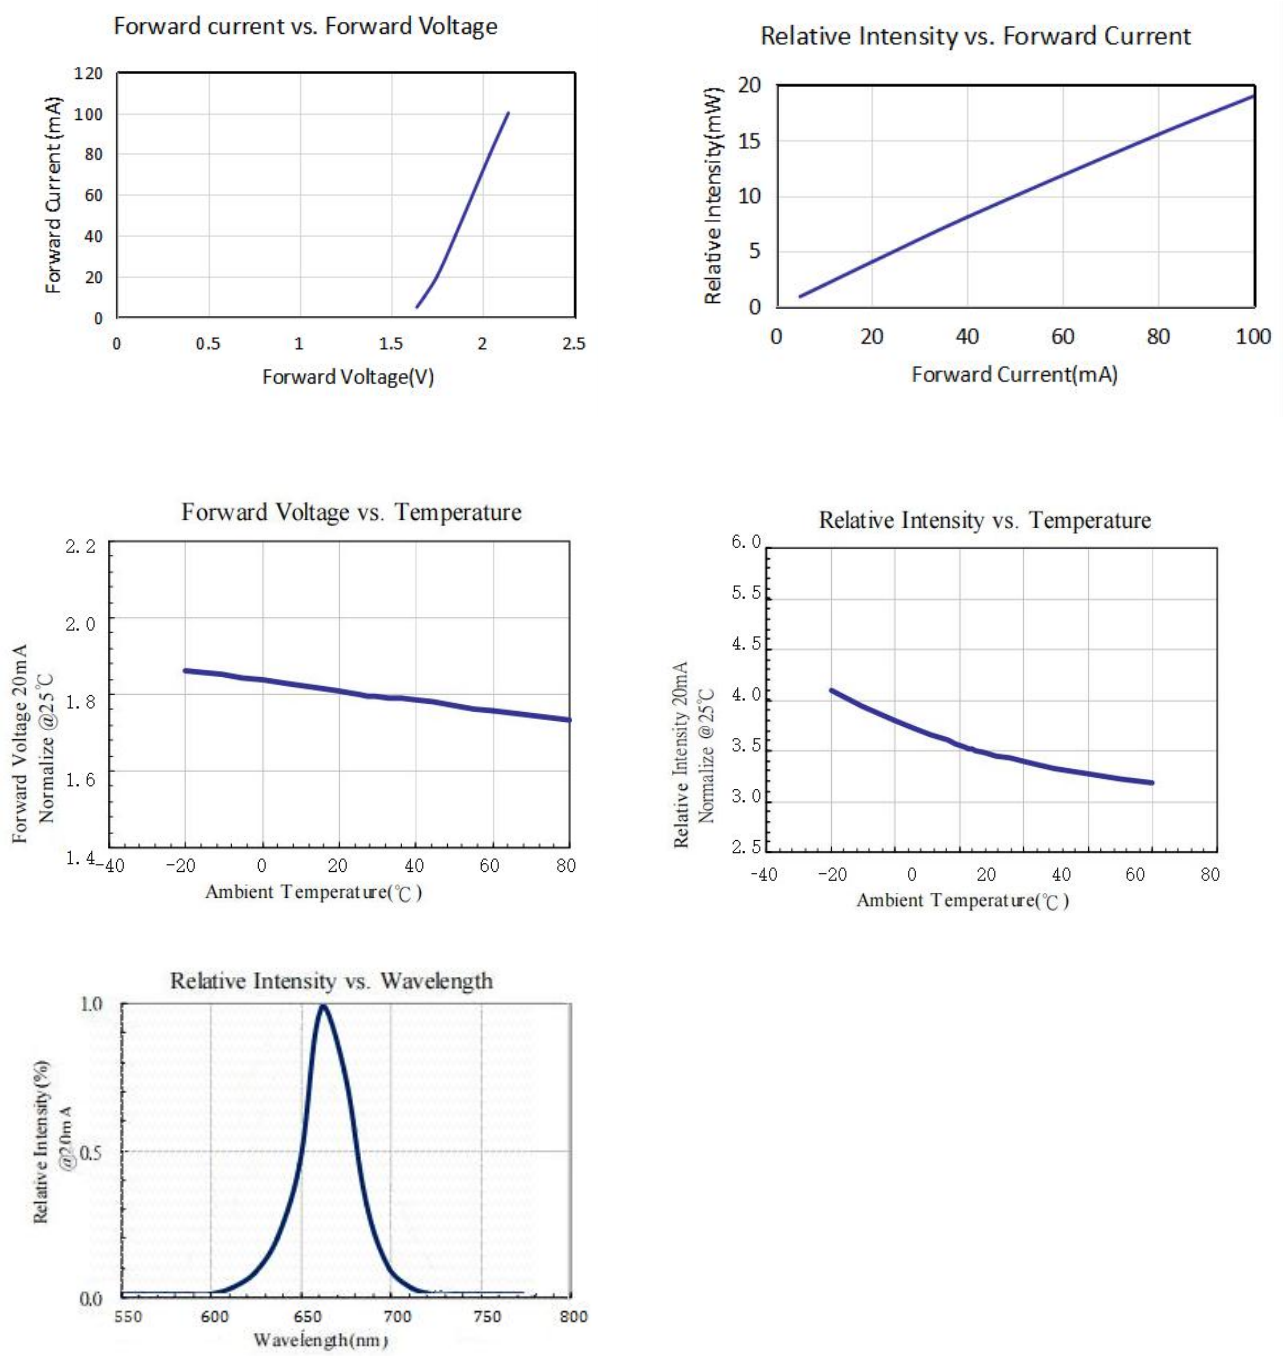 Forward current vs. Forward Voltage
120
100
80
60
40
20
0
Forward Current (mA)
0 0.5 1 1.5 2 2.5
Forward Voltage(V)
Relative Intensity vs. Forward Current
20
15
10
5
0
Relative Intensity(mW)
0 20 40 60 80 100
Forward Current(mA)
Forward Voltage vs. Temperature
2.2
2.0
1.8
1.6
1.4
Forward Voltage 20mA
Normalize @25℃
-40 -20 0 20 40 60 80
Ambient Temperature(℃)
Relative Intensity vs. Temperature
6.0
5.5
4.5
4.0
3.5
3.0
2.5
Relative Intensity 20mA
Normalize @25℃
-40 -20 0 20 40 60 80
Ambient Temperature(℃)
Relative Intensity vs. Wavelength
1.0
0.5
0.0
Relative Intensity(%)
@20mA
550 600 650 700 750 800
Wavelength(nm)